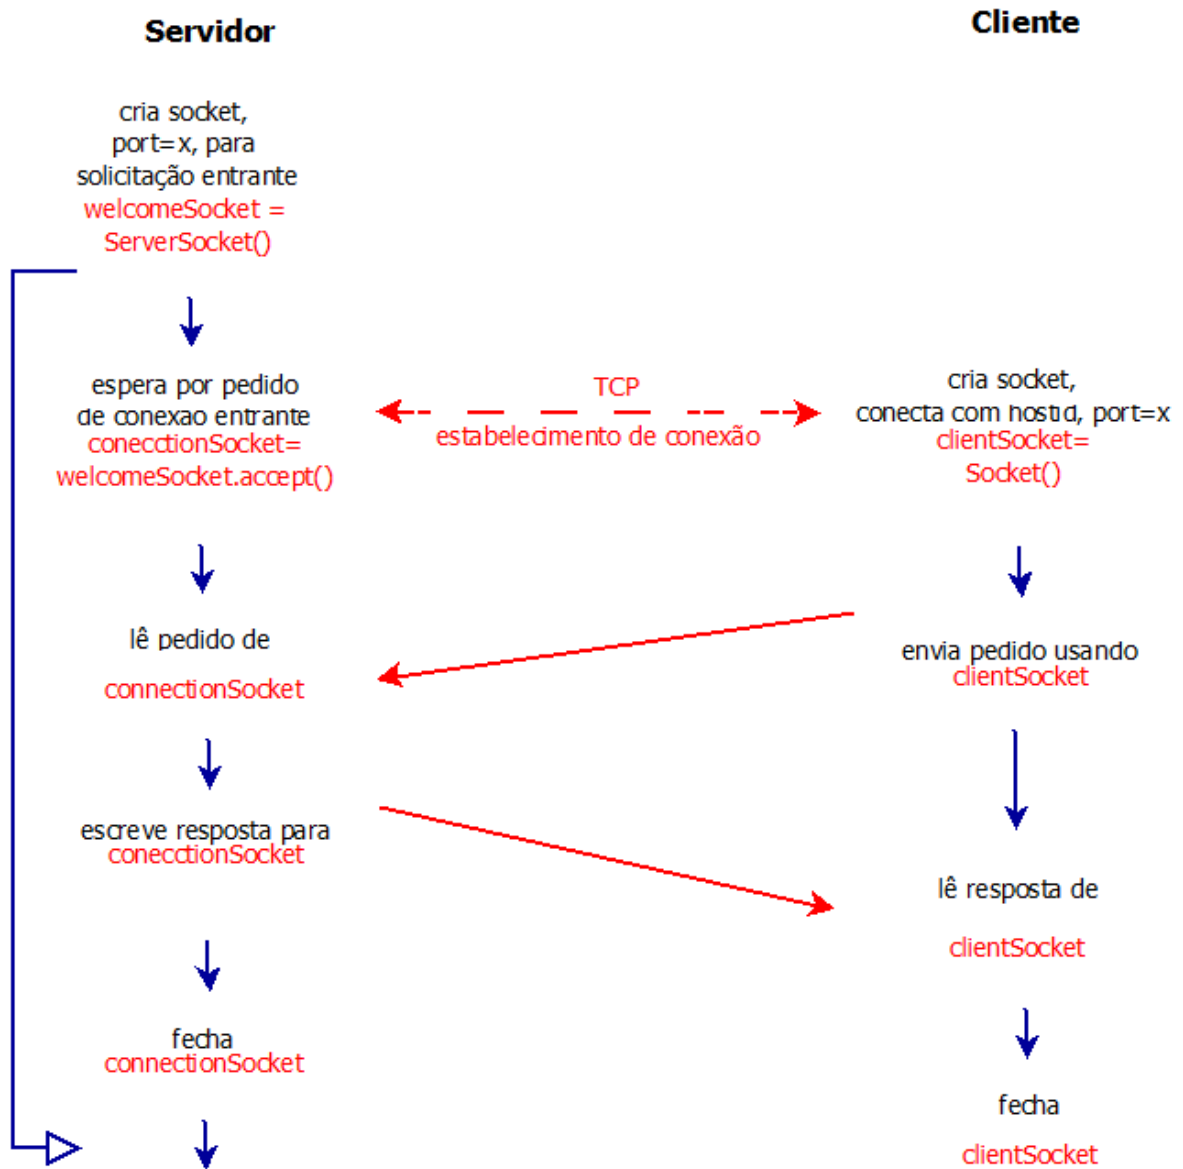 Servidor
cria socket,
port=x, para
solicitação entrante
welcomeSocket =
ServerSocket()
espera por pedido
de conexao entrante
conecctionSocket=
welcomeSocket.accept()
lê pedido de
connectionSocket
escreve resposta para
conecctionSocket
fecha
connectionSocket
TCP
estabelecimento de conexão
Cliente
cria socket,
conecta com hostid, port=x
clientSocket=
Socket()
envia pedido usando
clientSocket
lê resposta de
clientSocket
fecha
clientSocket